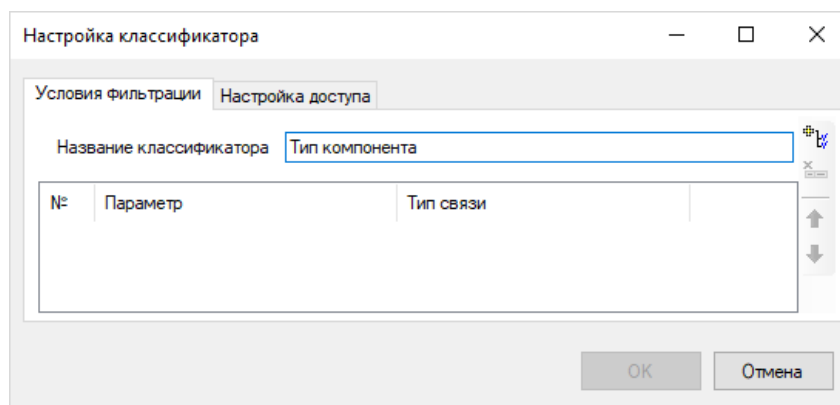 Настройка классификатора
Условия фильтрации Настройка доступа
Название классификатора Тип компонента
№ Параметр Тип связи
OK Отмена